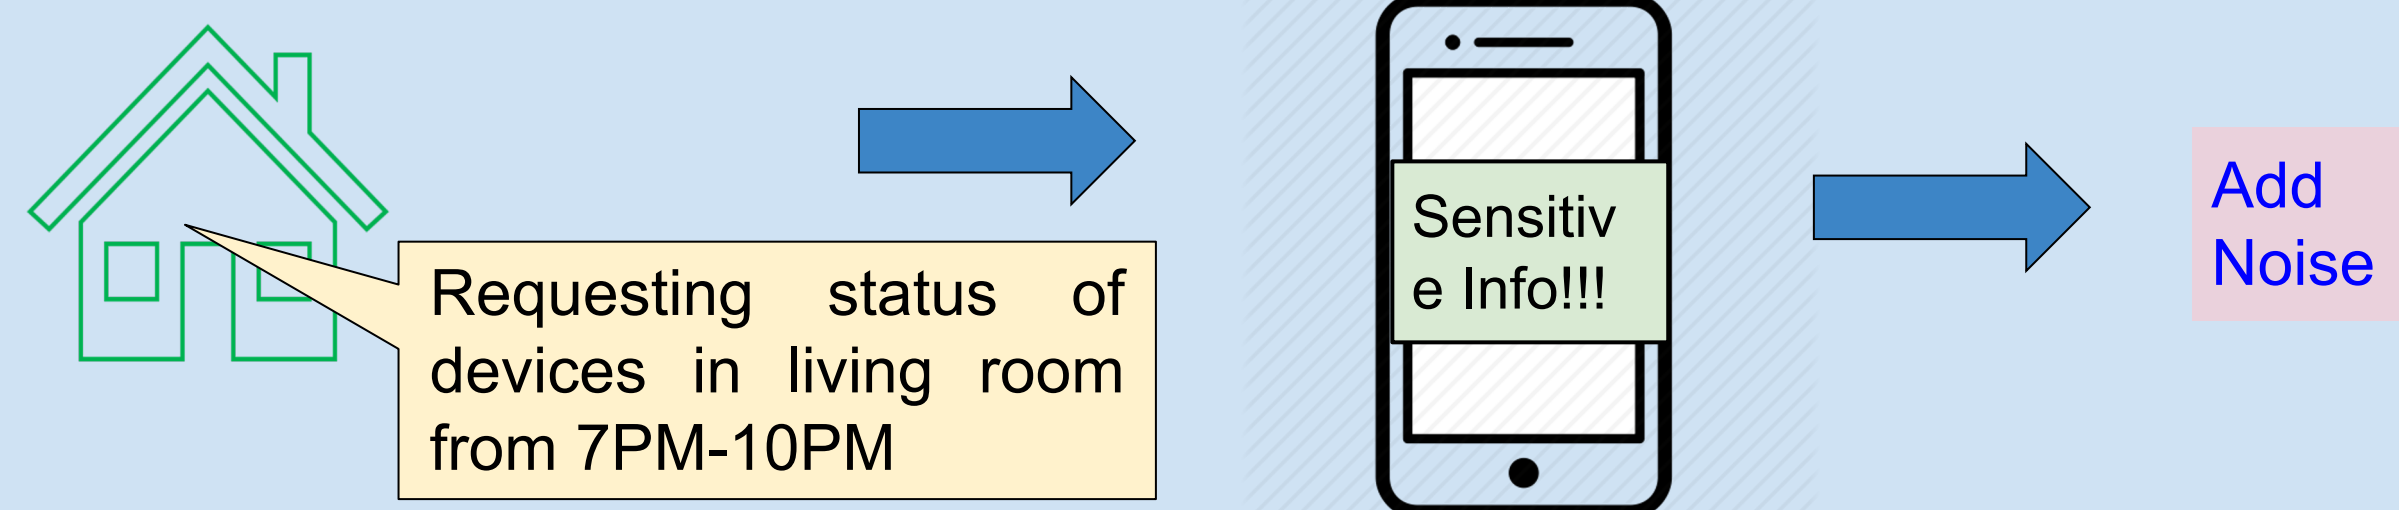 Requesting status of
devices in living room
from 7PM-10PM
Sensitiv
e Info!!!
Add
Noise